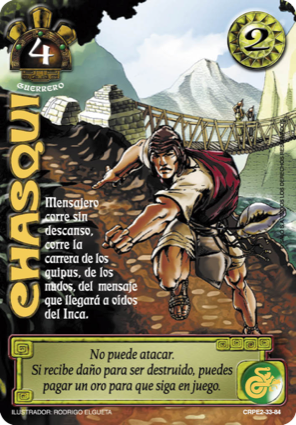 4
GUERRERO
2
CHASQUI
Mensajero
corre sin
descanso,
corre la
carrera de los
quipus, de los
nudos, del mensaje
que llegará a oídos
del Inca.
No puede atacar.
Si recibe daño para ser destruido, puedes
pagar un oro para que siga en juego.
ILUSTRADOR: RODRIGO ELGUETA
CRPE2-33-84